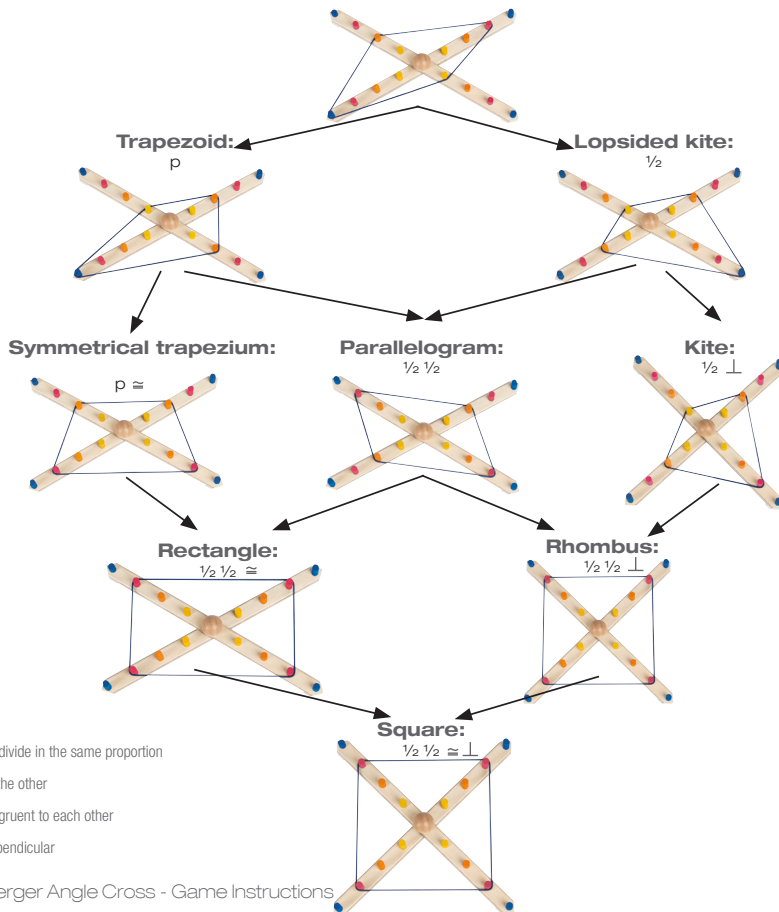 Trapezoid:
p
Lopsided kite:
½
Symmetrical trapezium:
p ≅
Parallelogram:
½ ½
Kite:
½ ⊥
Rectangle:
½ ½ ≅
Rhombus:
½ ½ ⊥
Square:
½ ½ ≃ ⊥
divide in the same proportion
the other
gruent to each other
pendicular
erger Angle Cross - Game Instructions